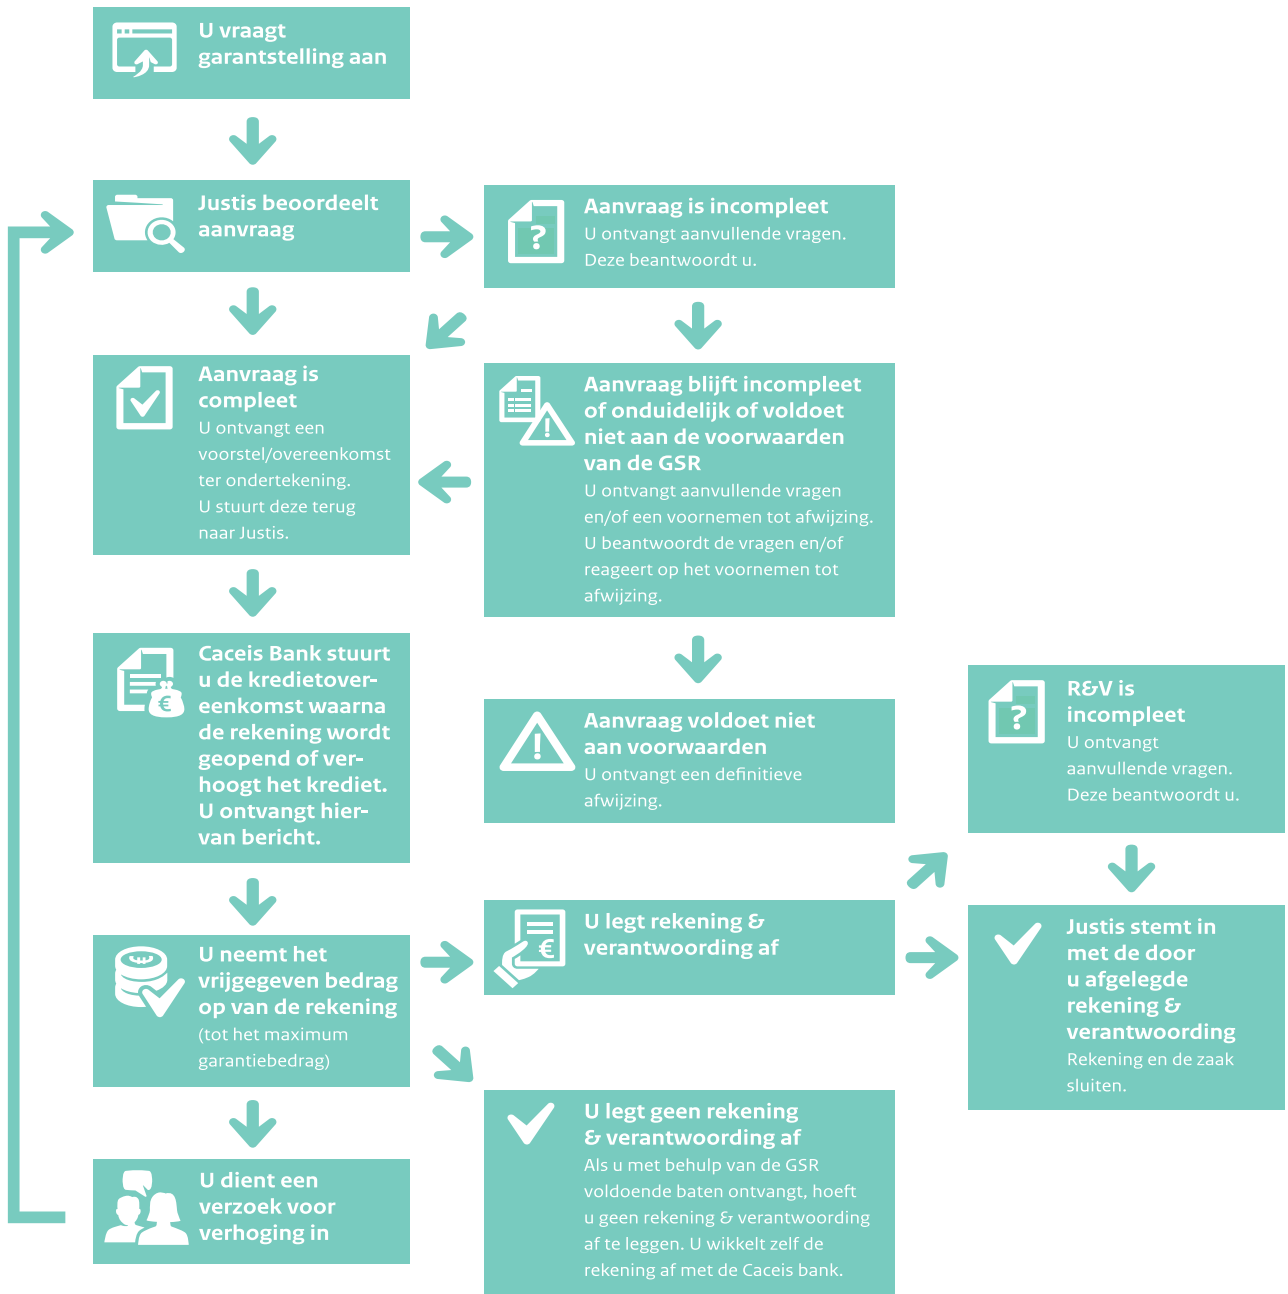 U vraagt
garantstelling aan
Justis beoordeelt
aanvraag
?
Aanvraag is incompleet
U ontvangt aanvullende vragen.
Deze beantwoordt u.
Aanvraag is
compleet
U ontvangt een
voorstel/overeenkomst
ter ondertekening.
U stuurt deze terug
naar Justis.
!
Aanvraag blijft incompleet
of onduidelijk of voldoet
niet aan de voorwaarden
van de GSR
U ontvangt aanvullende vragen
en/of een voornemen tot afwijzing.
U beantwoordt de vragen en/of
reageert op het voornemen tot
afwijzing.
€
Caceis Bank stuurt
u de kredietover-
eenkomst waarna
de rekening wordt
geopend of ver-
hoogt het krediet.
U ontvangt hier-
van bericht.
!
Aanvraag voldoet niet
aan voorwaarden
U ontvangt een definitieve
afwijzing.
?
R&V is
incompleet
U ontvangt
aanvullende vragen.
Deze beantwoordt u.
U neemt het
vrijgegeven bedrag
op van de rekening
(tot het maximum
garantiebedrag)
€
U legt rekening &
verantwoording af
Justis stemt in
met de door
u afgelegde
rekening &
verantwoording
Rekening en de zaak
sluiten.
U legt geen rekening
& verantwoording af
Als u met behulp van de GSR
voldoende baten ontvangt, hoeft
u geen rekening & verantwoording
af te leggen. U wikkelt zelf de
rekening af met de Caceis bank.
U dient een
verzoek voor
verhoging in